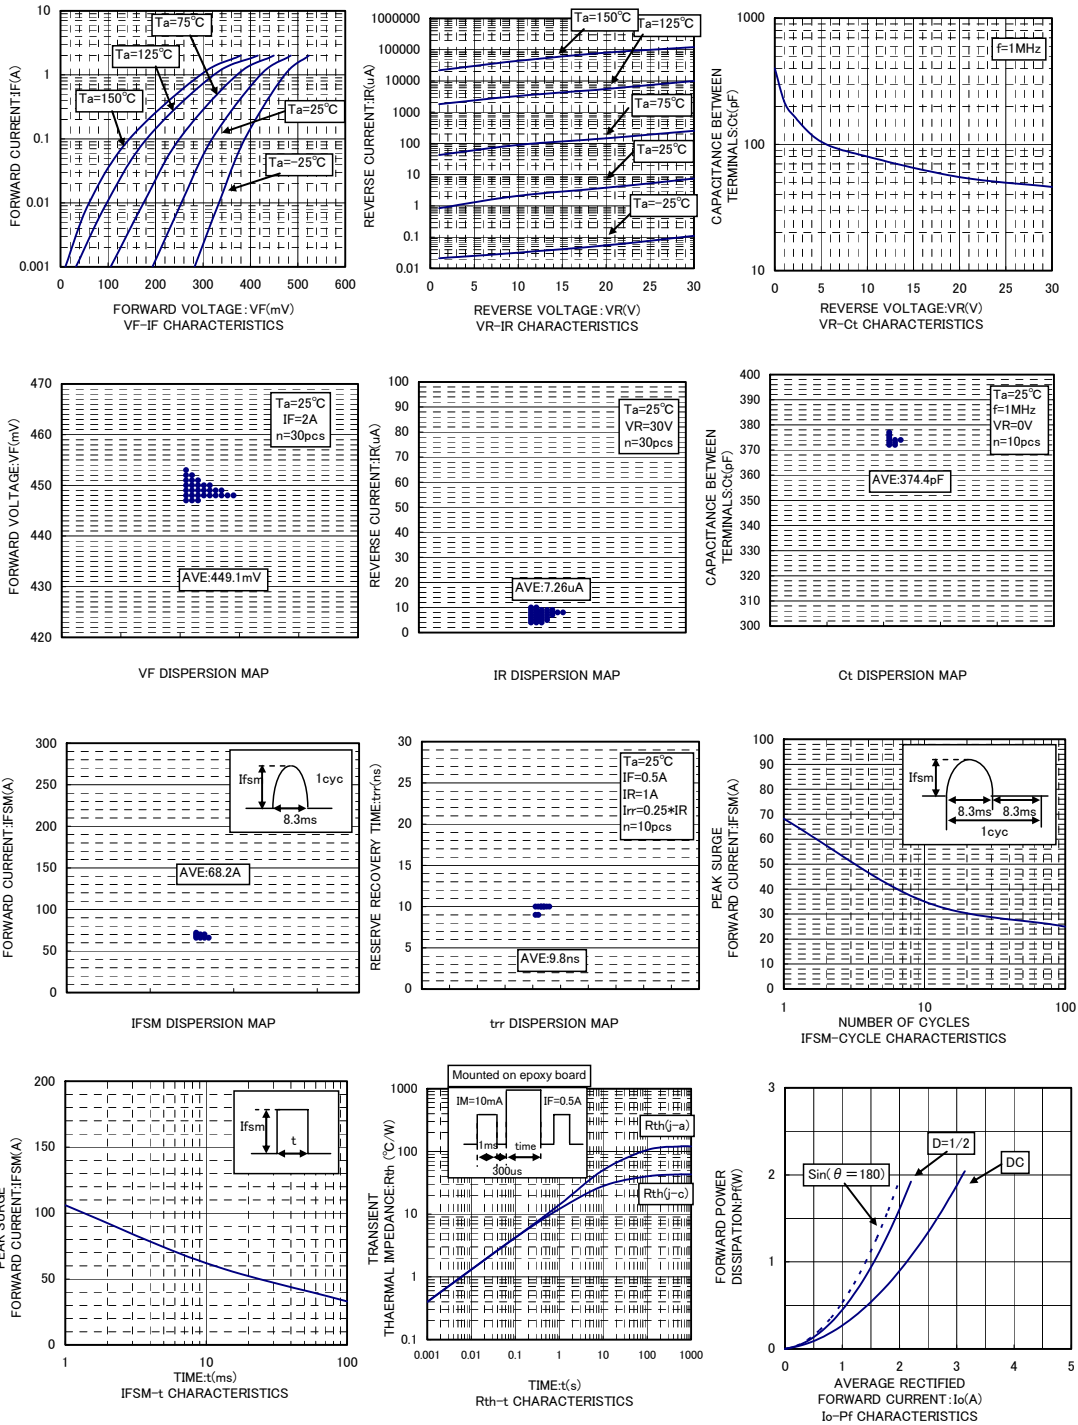 10
1
0.1
0.01
0.001
FORWARD CURRENT:IF(A)
Ta=75℃
Ta=125℃
Ta=150℃
Ta=25℃
Ta=-25℃
0 100 200 300 400 500 600
FORWARD VOLTAGE:VF(mV)
VF-IF CHARACTERISTICS
1000000
100000
10000
1000
100
10
1
0.1
0.01
REVERSE CURRENT:IR(uA)
Ta=150℃
Ta=125℃
Ta=75℃
Ta=25℃
Ta=-25℃
0 5 10 15 20 25 30
REVERSE VOLTAGE:VR(V)
VR-IR CHARACTERISTICS
1000
100
10
CAPACITANCE BETWEEN
TERMINALS:Ct(pF)
f=1MHz
0 5 10 15 20 25 30
REVERSE VOLTAGE:VR(V)
VR-Ct CHARACTERISTICS
470
460
450
440
430
420
FORWARD VOLTAGE:VF(mV)
Ta=25℃
IF=2A
n=30pcs
AVE:449.1mV
VF DISPERSION MAP
100
90
80
70
60
50
40
30
20
10
0
REVERSE CURRENT:IR(uA)
Ta=25℃
VR=30V
n=30pcs
AVE:7.26uA
IR DISPERSION MAP
400
390
380
370
360
350
340
330
320
310
300
CAPACITANCE BETWEEN
TERMINALS:Ct(pF)
Ta=25℃
f=1MHz
VR=0V
n=10pcs
AVE:374.4pF
Ct DISPERSION MAP
300
250
200
150
100
50
0
FORWARD CURRENT:IFSM(A)
Ifsm
1cyc
8.3ms
AVE:68.2A
IFSM DISPERSION MAP
30
25
20
15
10
5
0
RESERVE RECOVERY TIME:trr(ns)
Ta=25℃
IF=0.5A
IR=1A
Irr=0.25*IR
n=10pcs
AVE:9.8ns
trr DISPERSION MAP
100
90
80
70
60
50
40
30
20
10
0
PEAK SURGE
FORWARD CURRENT:IFSM(A)
Ifsm
8.3ms 8.3ms
1cyc
1 10 100
NUMBER OF CYCLES
IFSM-CYCLE CHARACTERISTICS
200
150
100
50
0
PEAK SURGE
FORWARD CURRENT:IFSM(A)
Ifsm
t
1 10 100
TIME:t(ms)
IFSM-t CHARACTERISTICS
Mounted on epoxy board
IM=10mA IF=0.5A
1ms time
300us
1000
100
10
1
0.1
TRANSIENT
THAERMAL IMPEDANCE:Rth (℃/W)
Rth(j-a)
Rth(j-c)
0.001 0.01 0.1 1 10 100 1000
TIME:t(s)
Rth-t CHARACTERISTICS
3
2
1
0
FORWARD POWER
DISSIPATION:Pf(W)
D=1/2
DC
Sin(θ=180)
0 1 2 3 4 5
AVERAGE RECTIFIED
FORWARD CURRENT:Io(A)
Io-Pf CHARACTERISTICS